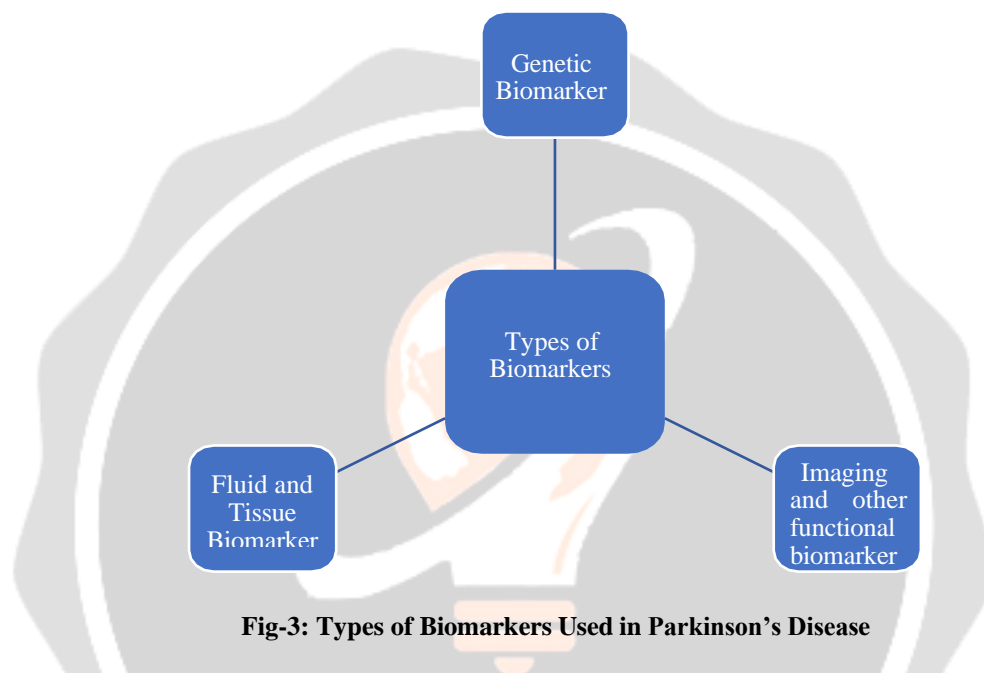 Genetic
Biomarker
Types of
Biomarkers
Fluid and
Tissue
Biomarker
Imaging
and other
functional
biomarker
Fig-3: Types of Biomarkers Used in Parkinson’s Disease